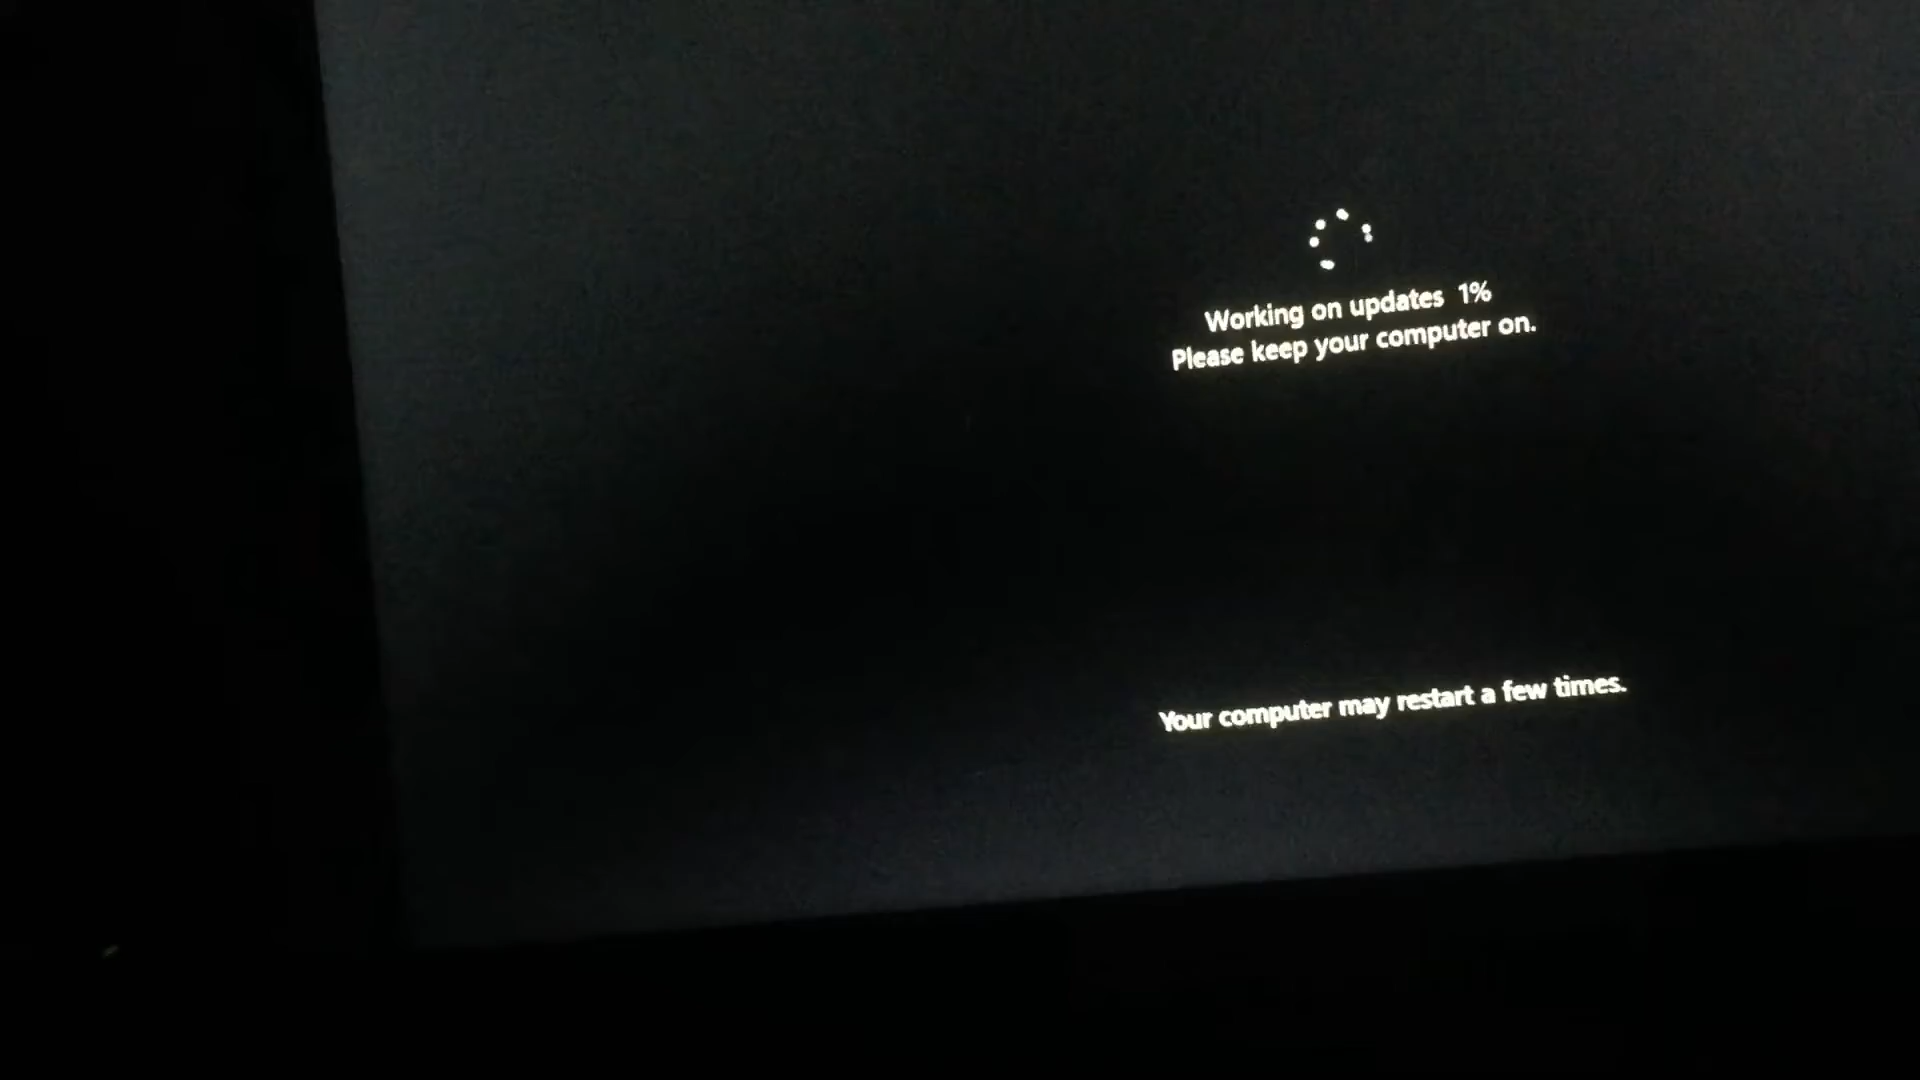 Working on updates 1%
Please keep your computer on.
Your computer may restart a few times.